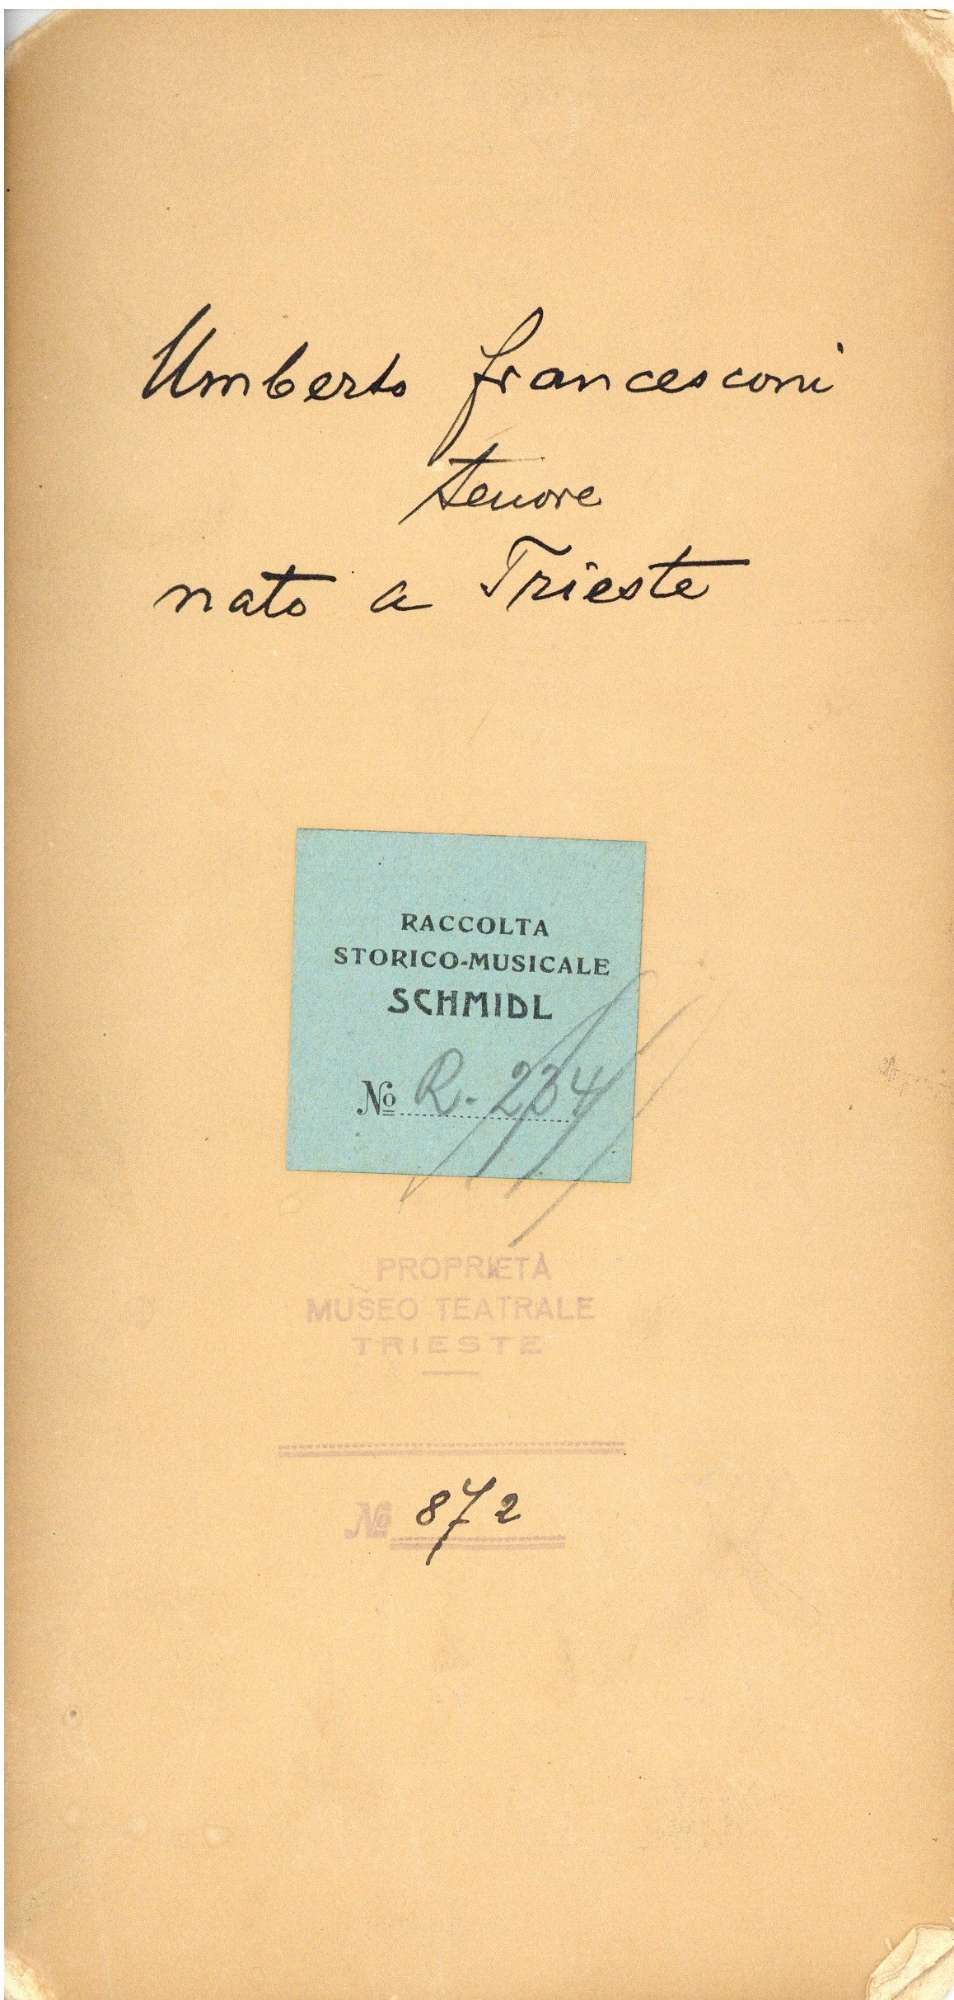 Umberto Francesconi
tenore
nato a Trieste
RACCOLTA
STORICO-MUSICALE
SCHMIDL
Nº R. 234
PROPRIETÀ
MUSEO TEATRALE
TRIESTE
Nº 872